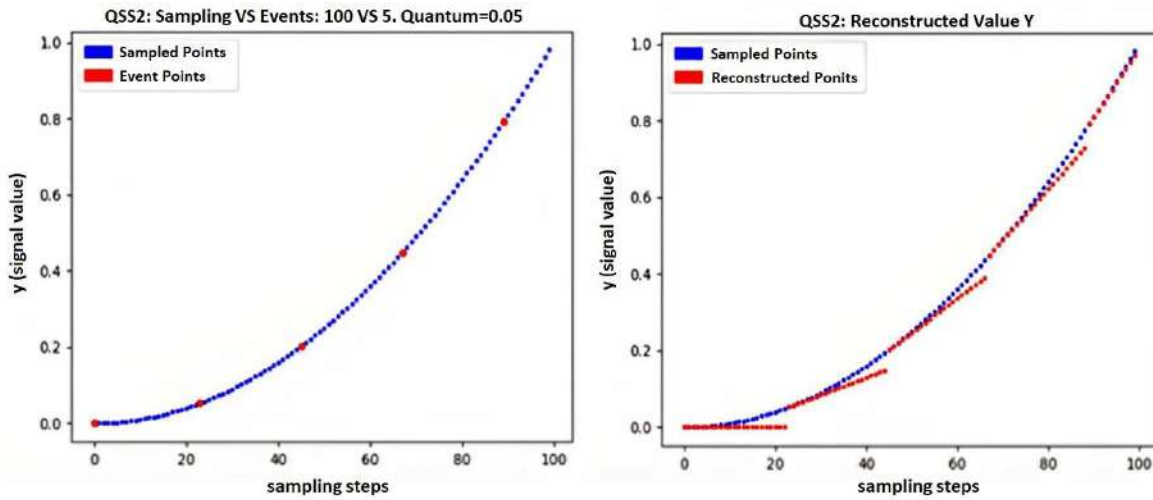 QSS2: Sampling VS Events: 100 VS 5. Quantum=0.05
1.0
0.8
0.6
0.4
0.2
0.0
y (signal value)
Sampled Points
Event Points
0
20
40
60
80
100
sampling steps
QSS2: Reconstructed Value Y
1.0
0.8
0.6
0.4
0.2
0.0
y (signal value)
Sampled Points
Reconstructed Ponits
0
20
40
60
80
100
sampling steps